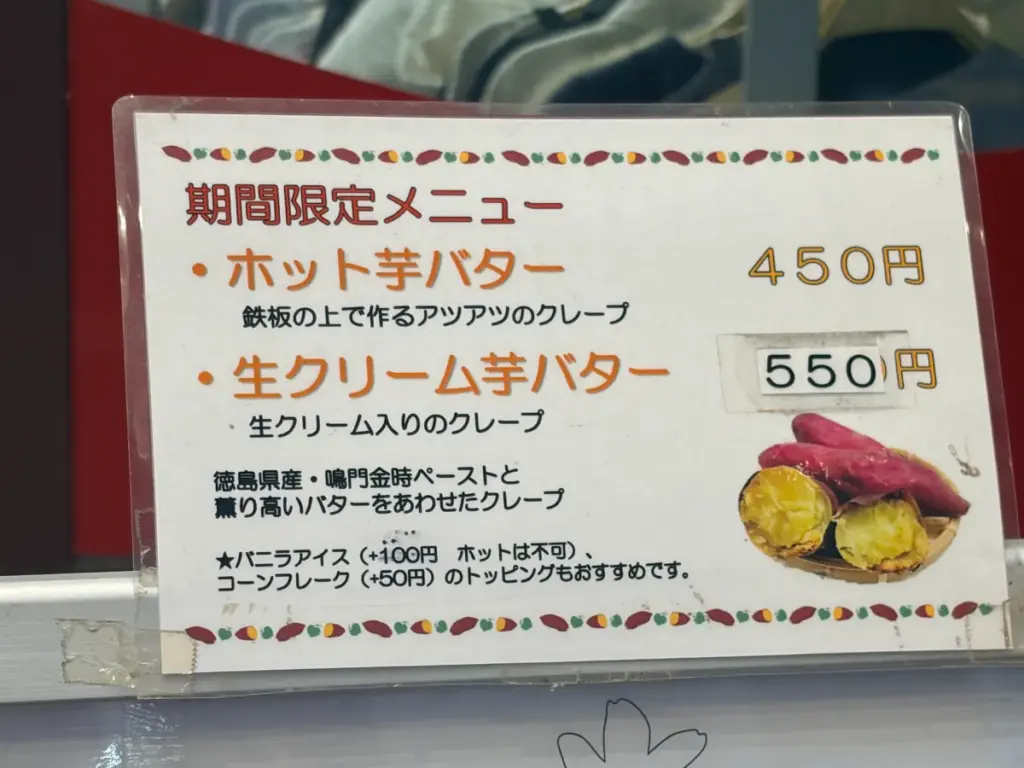 期間限定メニュー
・ホット芋バター 450円
鉄板の上で作るアツアツのクレープ
・生クリーム芋バター 550円
生クリーム入りのクレープ
徳島県産・鳴門金時ペーストと
薫り高いバターをあわせたクレープ
★バニラアイス（+100円　ホットは不可）、
コーンフレーク（+50円）のトッピングもおすすめです。